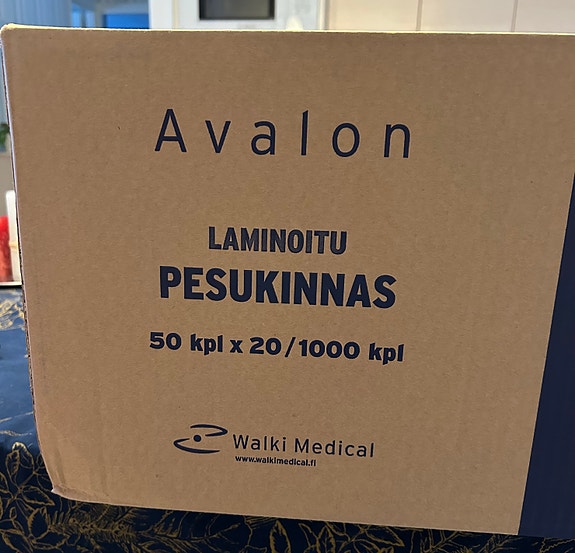 Avalon
LAMINOITU
PESUKINNAS
50 kpl x 20/1000 kpl
Walki Medical
www.walkimedical.fi